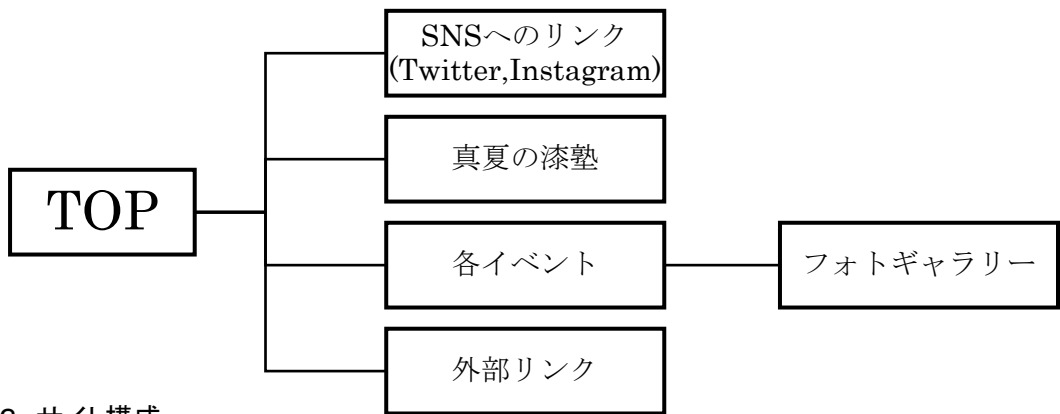 SNSへのリンク
(Twitter,Instagram)
真夏の漆塾
TOP
各イベント
フォトギャラリー
外部リンク